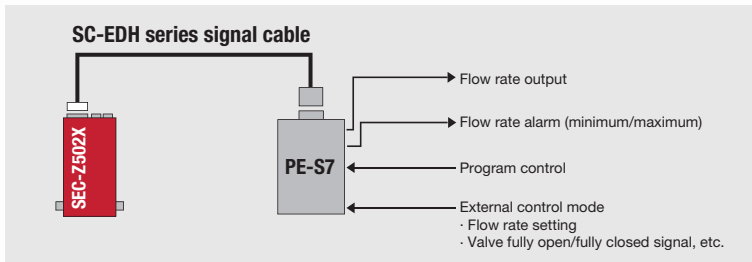 SC-EDH series signal cable
SEC-Z502X
PE-S7
Flow rate output
Flow rate alarm (minimum/maximum)
Program control
External control mode
· Flow rate setting
· Valve fully open/fully closed signal, etc.